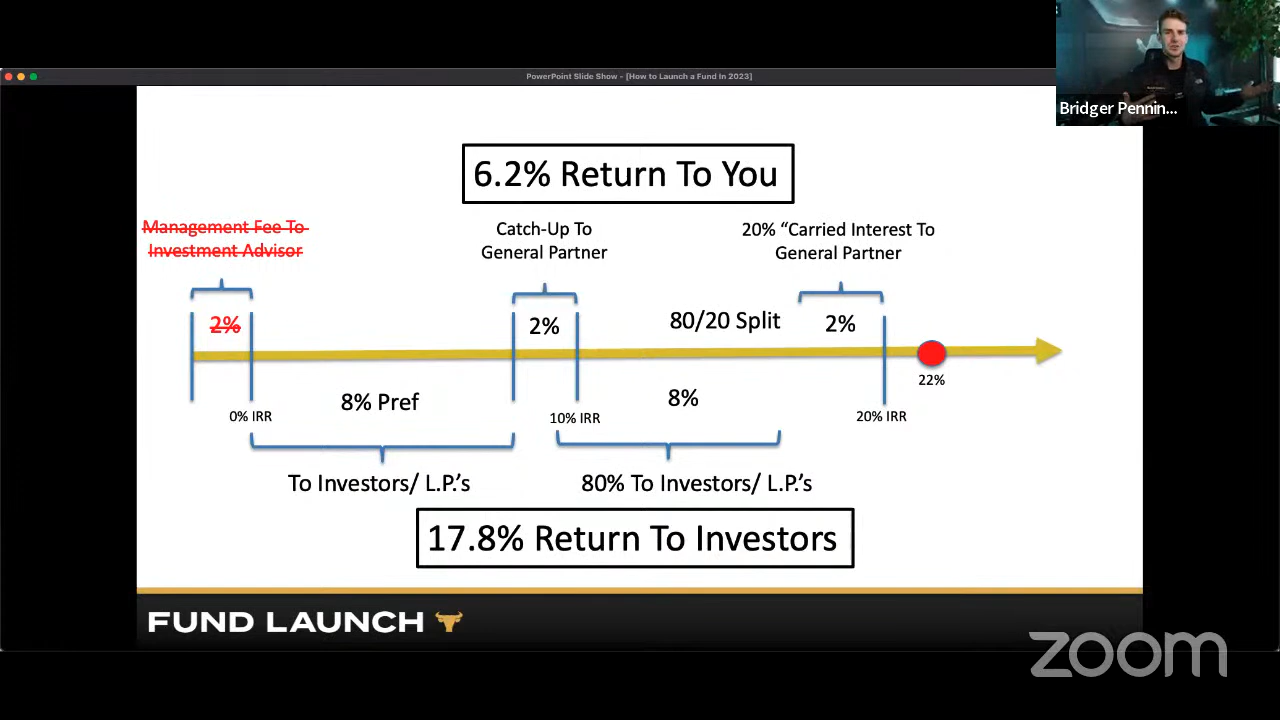 PowerPoint Slide Show - [How to Launch a Fund In 2023]
Bridger Pennin...
6.2% Return To You
Management Fee To
Investment Advisor
Catch-Up To
General Partner
20% “Carried Interest To
General Partner
2%
2%
80/20 Split
2%
22%
0% IRR
8% Pref
10% IRR
8%
20% IRR
To Investors/ L.P.’s
80% To Investors/ L.P.’s
17.8% Return To Investors
FUND LAUNCH
zoom